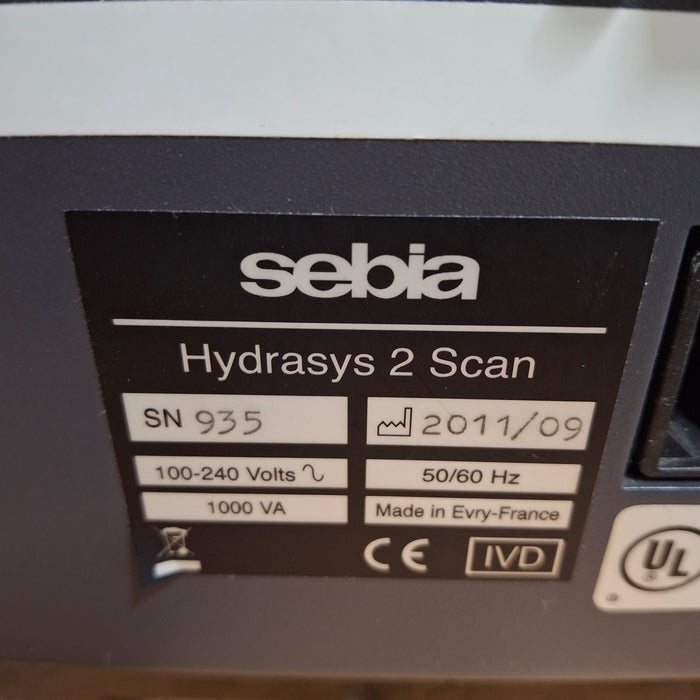 sebia
Hydrasys 2 Scan
SN 935
2011/09
100-240 Volts ∿
50/60 Hz
1000 VA
Made in Evry-France
CE
IVD
UL
®
®